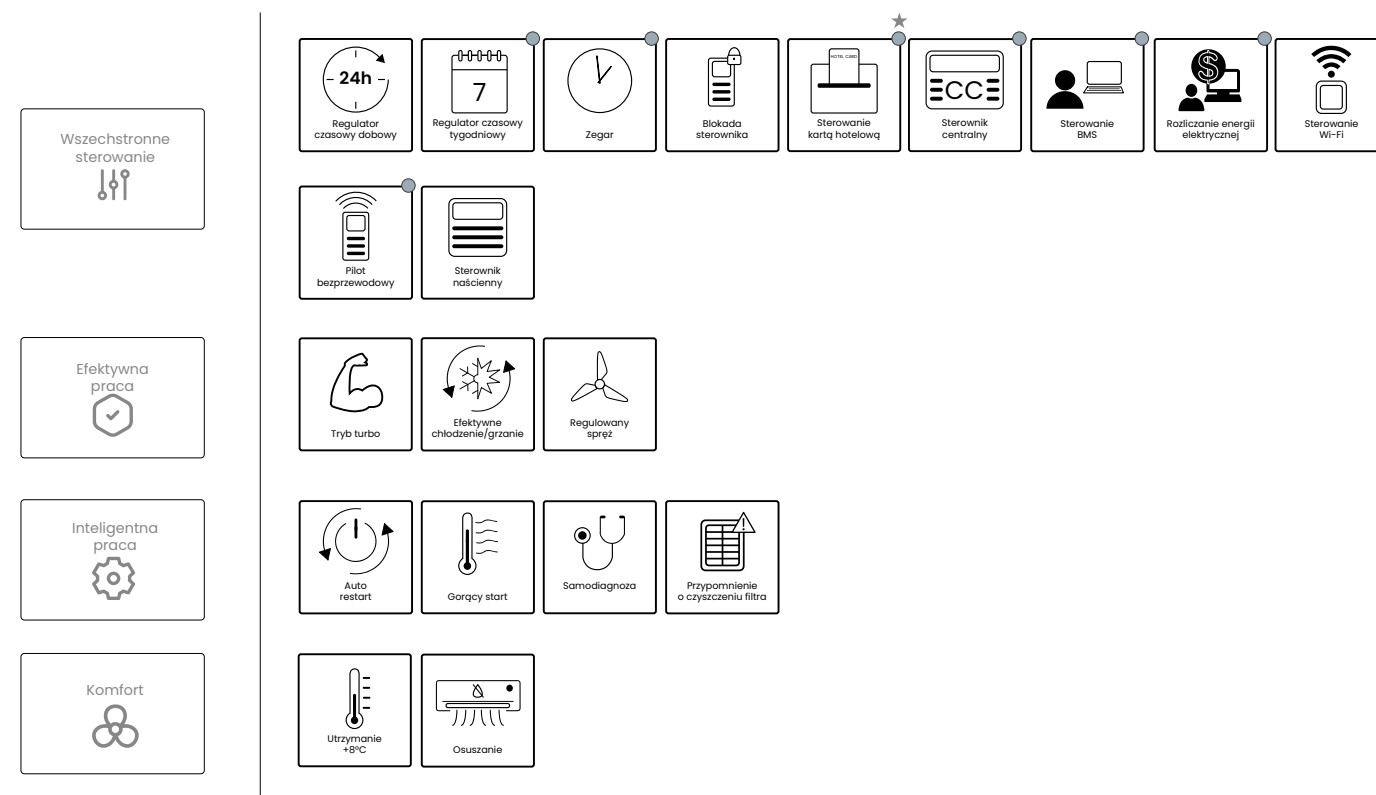 Wszechstronne
sterowanie
24h
Regulator
czasowy dobowy
7
Regulator czasowy
tygodniowy
Zegar
Blokada
sterownika
HOTEL CARD
Sterowanie
kartą hotelową
CC
Sterownik
centralny
Sterowanie
BMS
$
Rozliczanie energii
elektrycznej
Sterowanie
Wi-Fi
Pilot
bezprzewodowy
Sterownik
naścienny
Efektywna
praca
Tryb turbo
Efektywne
chłodzenie/grzanie
Regulowany
spręż
Inteligentna
praca
Auto
restart
Gorący start
Samodiagnoza
Przypomnienie
o czyszczeniu filtra
Komfort
Utrzymanie
+8°C
Osuszanie